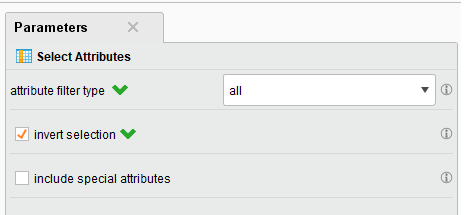 Parameters
Select Attributes
attribute filter type all
invert selection
include special attributes